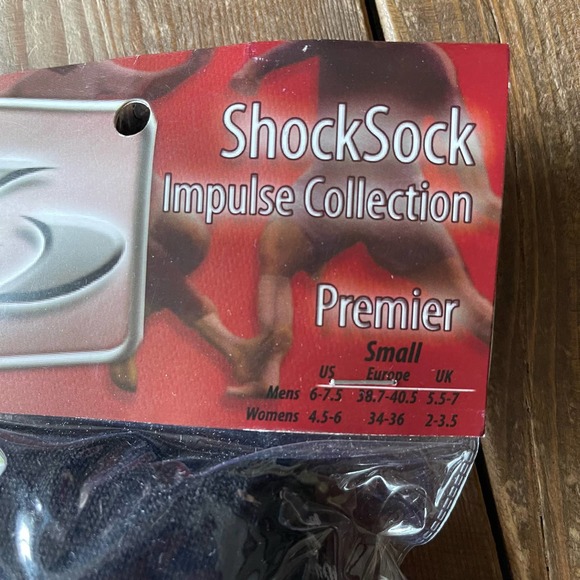 ShockSock
Impulse Collection
Premier
Small
US Europe UK
Mens 6-7.5 38.7-40.5 5.5-7
Womens 4.5-6 34-36 2-3.5